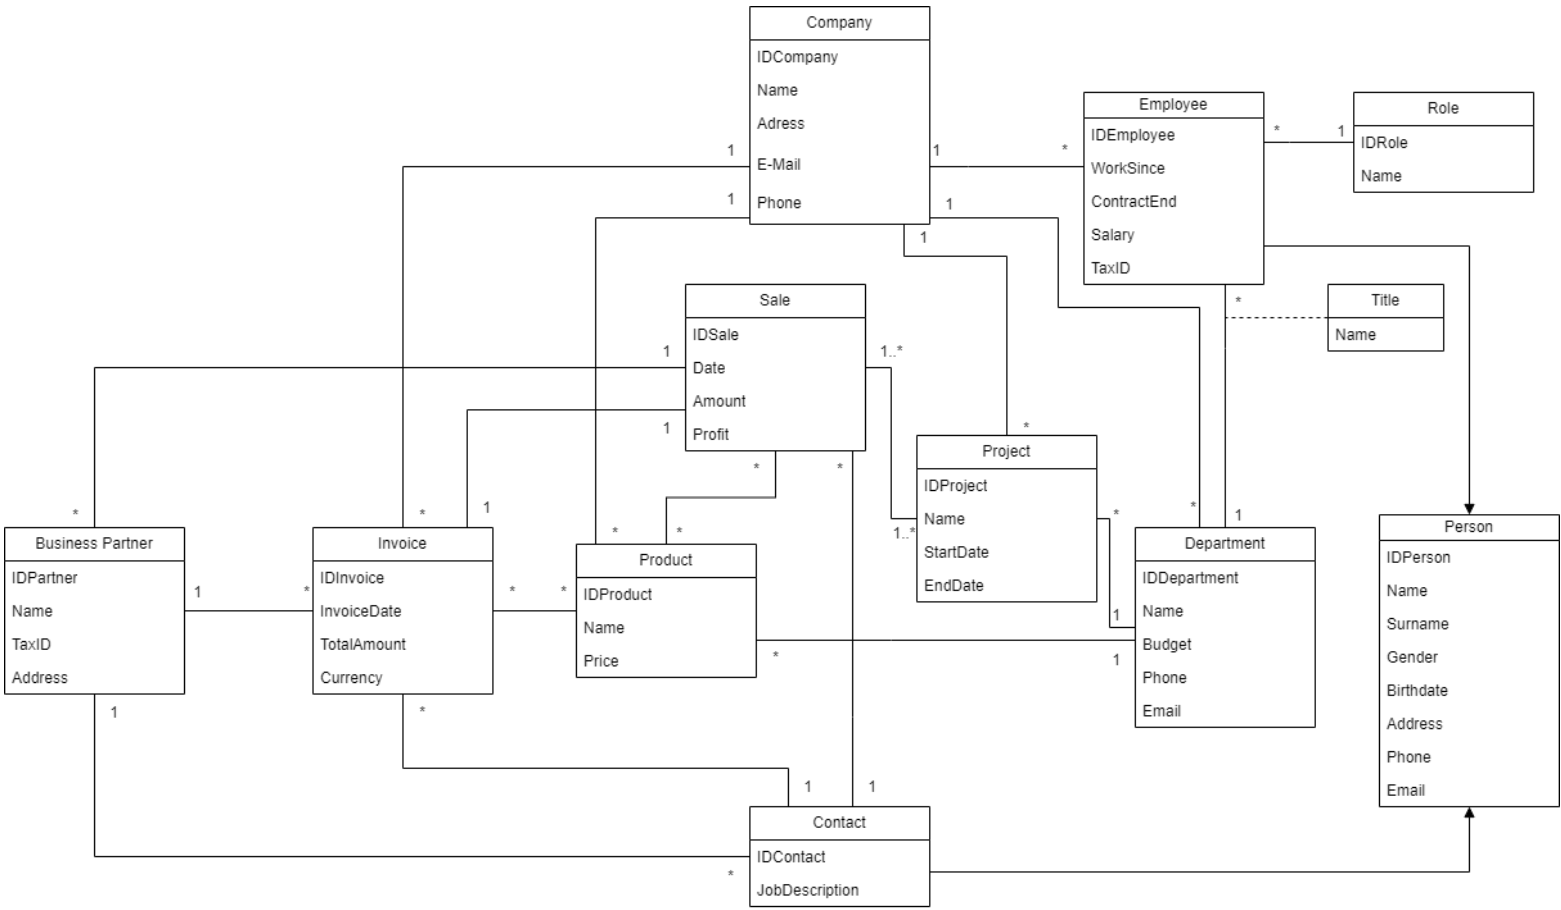 Company
IDCompany
Name
Adress
E-Mail
Phone
1
1
1
1
1
*
Employee
IDEmployee
WorkSince
ContractEnd
Salary
TaxID
*
1
Role
IDRole
Name
*
Title
Name
Sale
IDSale
Date
Amount
Profit
1
1
1..*
*
*
*
Project
IDProject
Name
StartDate
EndDate
1..*
*
*
1
Business Partner
IDPartner
Name
TaxID
Address
1
*
1
*
1
Invoice
IDInvoice
InvoiceDate
TotalAmount
Currency
*
*
*
*
*
Product
IDProduct
Name
Price
*
1
*
1
Department
IDDepartment
Name
Budget
Phone
Email
Person
IDPerson
Name
Surname
Gender
Birthdate
Address
Phone
Email
1
1
*
Contact
IDContact
JobDescription